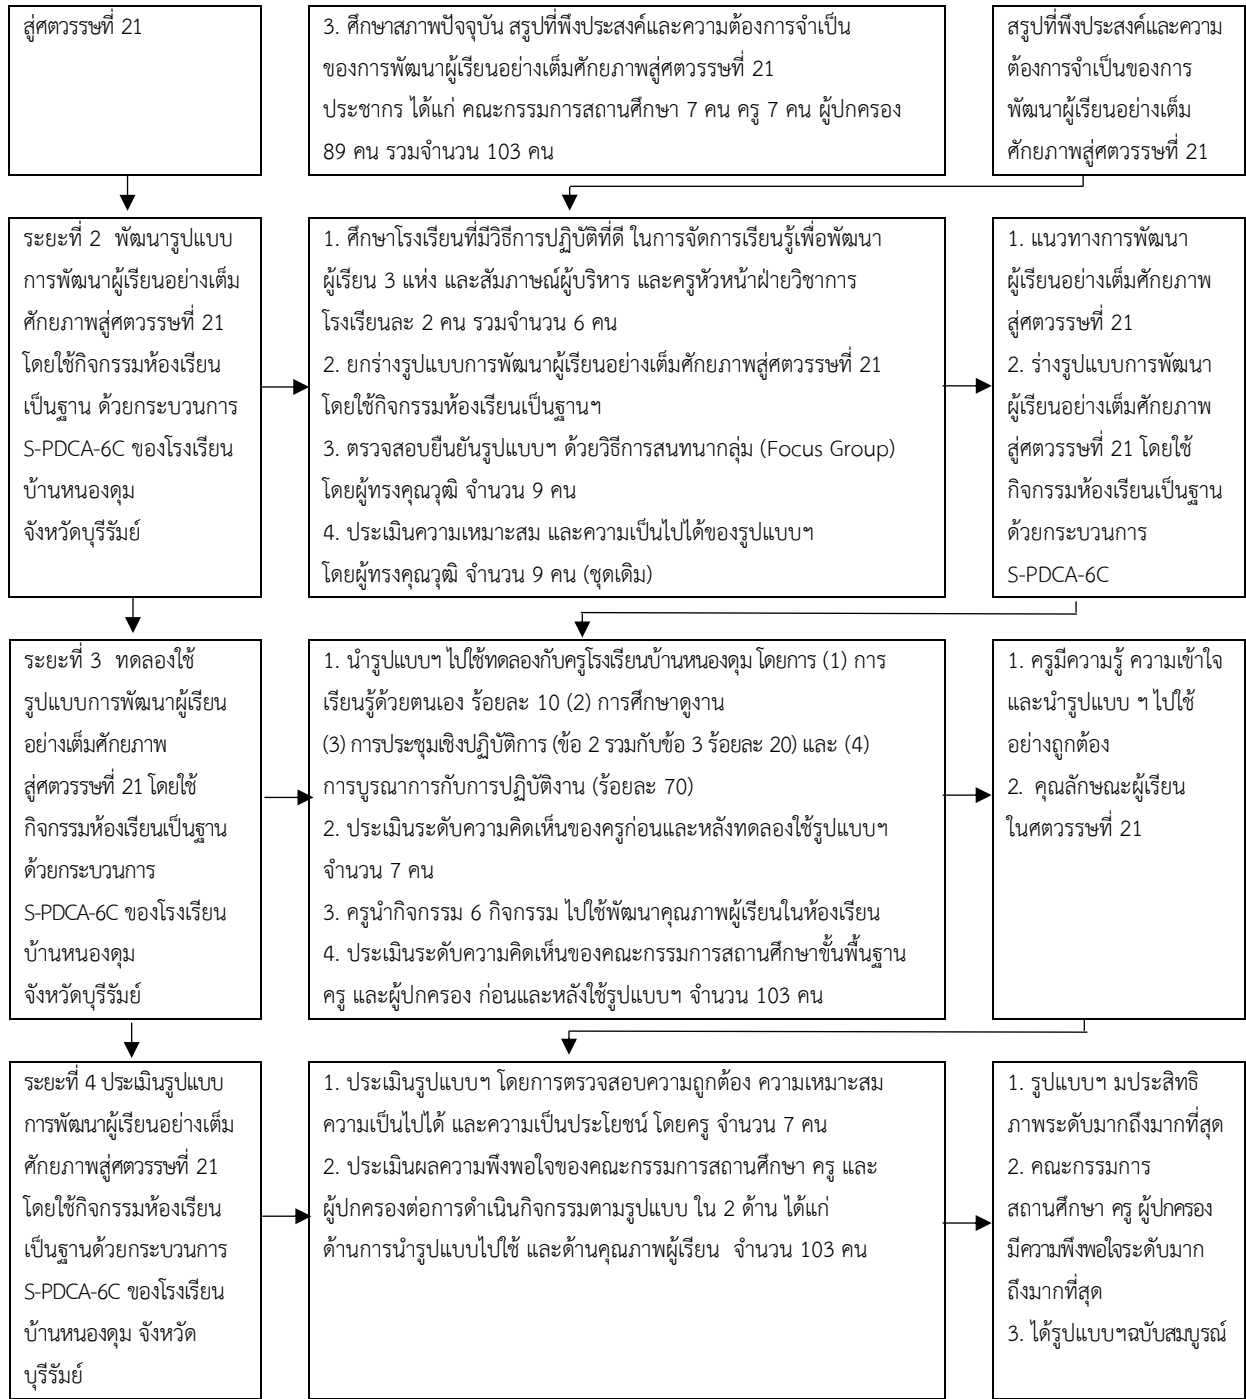 สู่ศตวรรษที่ 21
3. ศึกษาสภาพปัจจุบัน สรูปที่พึงประสงค์และความต้องการจำเป็น
ของการพัฒนาผู้เรียนอย่างเต็มศักยภาพสู่ศตวรรษที่ 21
ประชากร ได้แก่ คณะกรรมการสถานศึกษา 7 คน ครู 7 คน ผู้ปกครอง
89 คน รวมจำนวน 103 คน
สรูปที่พึงประสงค์และความ
ต้องการจำเป็นของการ
พัฒนาผู้เรียนอย่างเต็ม
ศักยภาพสู่ศตวรรษที่ 21
ระยะที่ 2 พัฒนารูปแบบ
การพัฒนาผู้เรียนอย่างเต็ม
ศักยภาพสู่ศตวรรษที่ 21
โดยใช้กิจกรรมห้องเรียน
เป็นฐาน ด้วยกระบวนการ
S-PDCA-6C ของโรงเรียน
บ้านหนองดุม
จังหวัดบุรีรัมย์
1. ศึกษาโรงเรียนที่มีวิธีการปฏิบัติที่ดี ในการจัดการเรียนรู้เพื่อพัฒนา
ผู้เรียน 3 แห่ง และสัมภาษณ์ผู้บริหาร และครูหัวหน้าฝ่ายวิชาการ
โรงเรียนละ 2 คน รวมจำนวน 6 คน
2. ยกร่างรูปแบบการพัฒนาผู้เรียนอย่างเต็มศักยภาพสู่ศตวรรษที่ 21
โดยใช้กิจกรรมห้องเรียนเป็นฐานฯ
3. ตรวจสอบยืนยันรูปแบบฯ ด้วยวิธีการสนทนากลุ่ม (Focus Group)
โดยผู้ทรงคุณวุฒิ จำนวน 9 คน
4. ประเมินความเหมาะสม และความเป็นไปได้ของรูปแบบฯ
โดยผู้ทรงคุณวุฒิ จำนวน 9 คน (ชุดเดิม)
1. แนวทางการพัฒนา
ผู้เรียนอย่างเต็มศักยภาพ
สู่ศตวรรษที่ 21
2. ร่างรูปแบบการพัฒนา
ผู้เรียนอย่างเต็มศักยภาพ
สู่ศตวรรษที่ 21 โดยใช้
กิจกรรมห้องเรียนเป็นฐาน
ด้วยกระบวนการ
S-PDCA-6C
ระยะที่ 3 ทดลองใช้
รูปแบบการพัฒนาผู้เรียน
อย่างเต็มศักยภาพ
สู่ศตวรรษที่ 21 โดยใช้
กิจกรรมห้องเรียนเป็นฐาน
ด้วยกระบวนการ
S-PDCA-6C ของโรงเรียน
บ้านหนองดุม
จังหวัดบุรีรัมย์
1. นำรูปแบบฯ ไปใช้ทดลองกับครูโรงเรียนบ้านหนองดุม โดยการ (1) การ
เรียนรู้ด้วยตนเอง ร้อยละ 10 (2) การศึกษาดูงาน
(3) การประชุมเชิงปฏิบัติการ (ข้อ 2 รวมกับข้อ 3 ร้อยละ 20) และ (4)
การบูรณาการกับการปฏิบัติงาน (ร้อยละ 70)
2. ประเมินระดับความคิดเห็นของครูก่อนและหลังทดลองใช้รูปแบบฯ
จำนวน 7 คน
3. ครูนำกิจกรรม 6 กิจกรรม ไปใช้พัฒนาคุณภาพผู้เรียนในห้องเรียน
4. ประเมินระดับความคิดเห็นของคณะกรรมการสถานศึกษาขั้นพื้นฐาน
ครู และผู้ปกครอง ก่อนและหลังใช้รูปแบบฯ จำนวน 103 คน
1. ครูมีความรู้ ความเข้าใจ
และนำรูปแบบ ฯ ไปใช้
อย่างถูกต้อง
2. คุณลักษณะผู้เรียน
ในศตวรรษที่ 21
ระยะที่ 4 ประเมินรูปแบบ
การพัฒนาผู้เรียนอย่างเต็ม
ศักยภาพสู่ศตวรรษที่ 21
โดยใช้กิจกรรมห้องเรียน
เป็นฐานด้วยกระบวนการ
S-PDCA-6C ของโรงเรียน
บ้านหนองดุม จังหวัด
บุรีรัมย์
1. ประเมินรูปแบบฯ โดยการตรวจสอบความถูกต้อง ความเหมาะสม
ความเป็นไปได้ และความเป็นประโยชน์ โดยครู จำนวน 7 คน
2. ประเมินผลความพึงพอใจของคณะกรรมการสถานศึกษา ครู และ
ผู้ปกครองต่อการดำเนินกิจกรรมตามรูปแบบ ใน 2 ด้าน ได้แก่
ด้านการนำรูปแบบไปใช้ และด้านคุณภาพผู้เรียน จำนวน 103 คน
1. รูปแบบฯ มประสิทธิ
ภาพระดับมากถึงมากที่สุด
2. คณะกรรมการ
สถานศึกษา ครู ผู้ปกครอง
มีความพึงพอใจระดับมาก
ถึงมากที่สุด
3. ได้รูปแบบฯฉบับสมบูรณ์